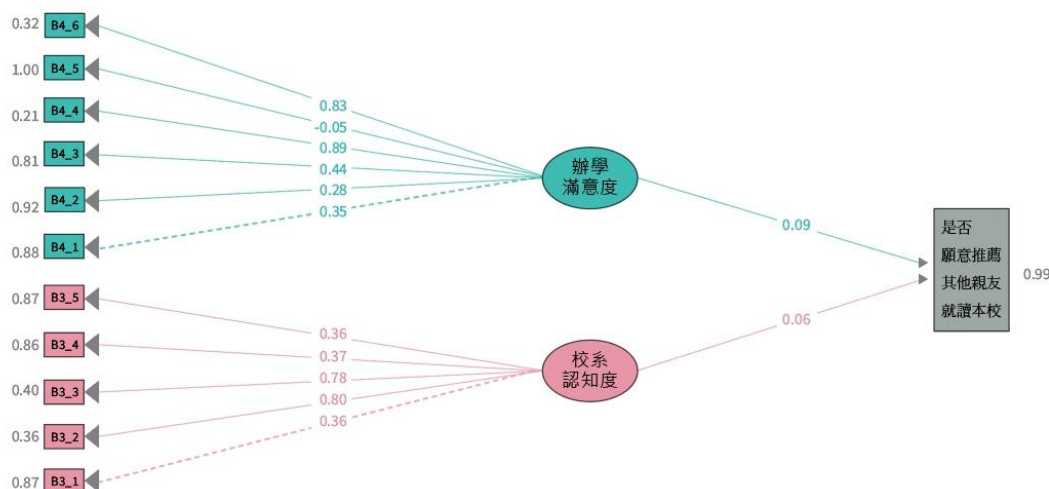 0.32 B4_6
1.00 B4_5
0.21 B4_4
0.81 B4_3
0.92 B4_2
0.88 B4_1
0.83
-0.05
0.89
0.44
0.28
0.35
辦學
滿意度
0.09
0.87 B3_5
0.86 B3_4
0.40 B3_3
0.36 B3_2
0.87 B3_1
0.36
0.37
0.78
0.80
0.36
校系
認知度
0.06
是否
願意推薦
其他親友
就讀本校
0.99